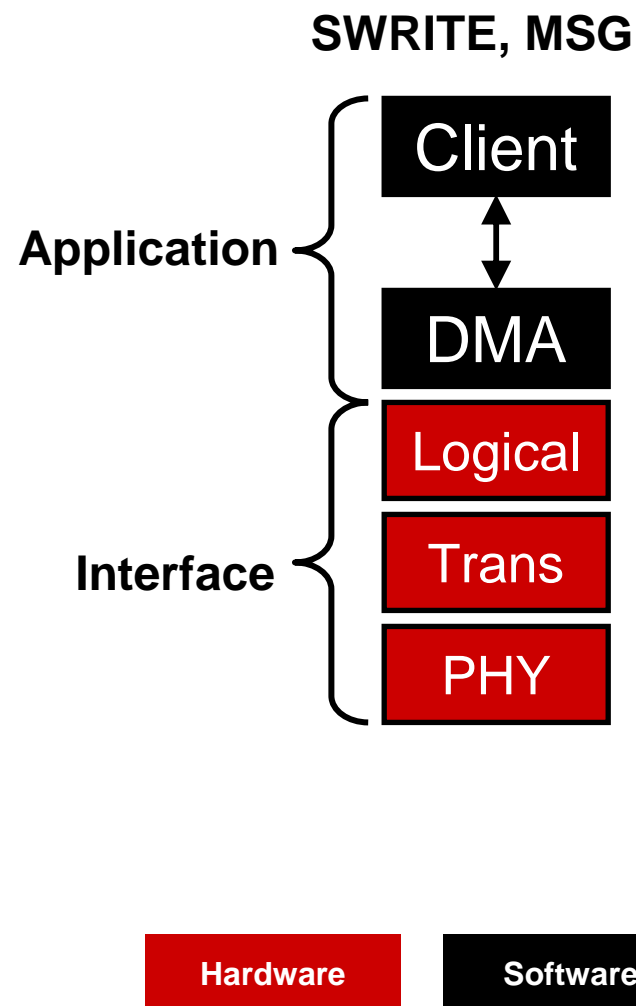 SWRITE, MSG
Client
Application
DMA
Logical
Interface
Trans
PHY
Hardware
Software